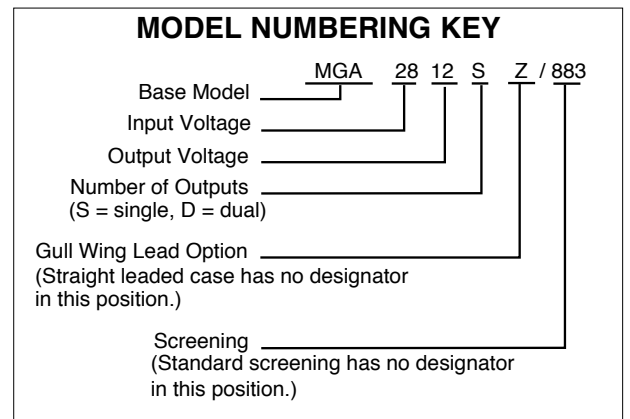 MODEL NUMBERING KEY
MGA 28 12 S Z / 883
Base Model
Input Voltage
Output Voltage
Number of Outputs
(S = single, D = dual)
Gull Wing Lead Option
(Straight leaded case has no designator
in this position.)
Screening
(Standard screening has no designator
in this position.)